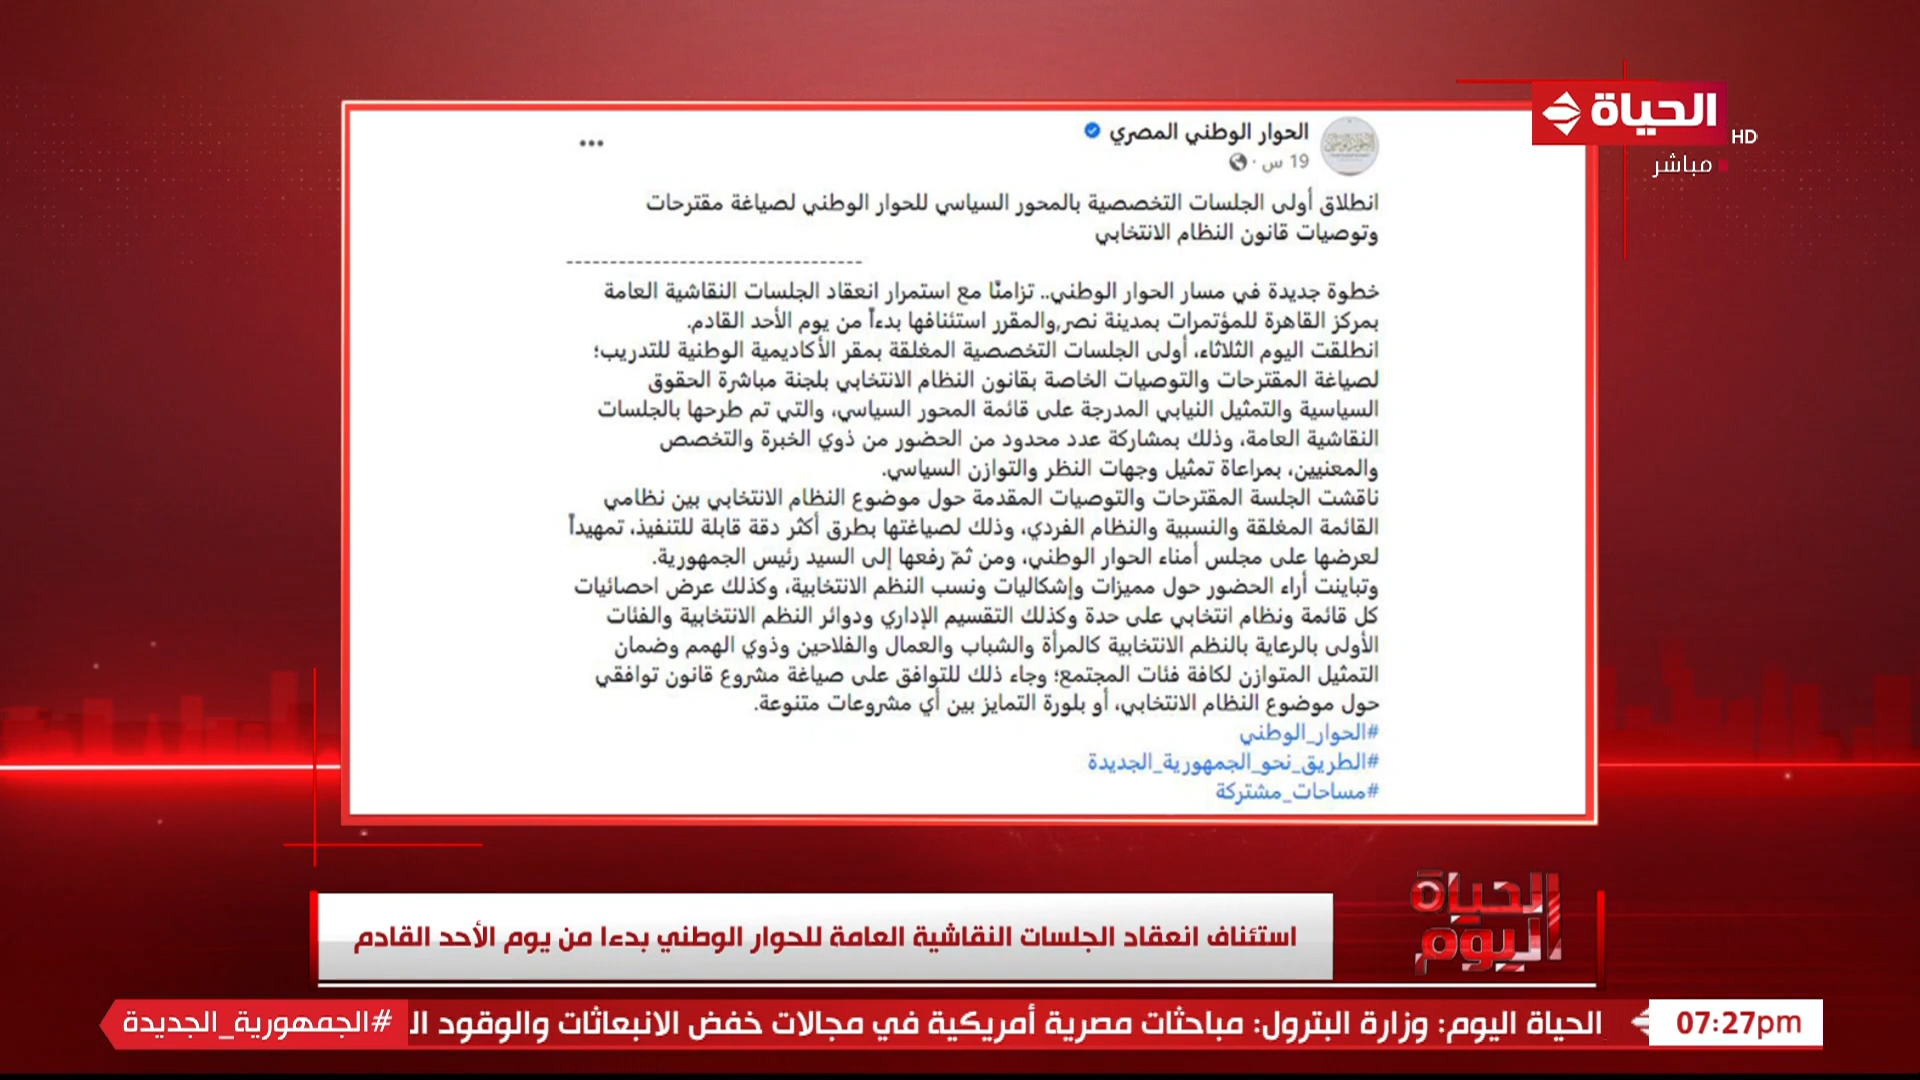 الحياة
HD
مباشر
الحوار الوطني المصري
19 س
انطلاق أولى الجلسات التخصصية بالمحور السياسي للحوار الوطني لصياغة مقترحات
وتوصيات قانون النظام الانتخابي
----------------------------------
خطوة جديدة في مسار الحوار الوطني.. تزامنًا مع استمرار انعقاد الجلسات النقاشية العامة
بمركز القاهرة للمؤتمرات بمدينة نصر,والمقرر استئنافها بدءاً من يوم الأحد القادم.
انطلقت اليوم الثلاثاء، أولى الجلسات التخصصية المغلقة بمقر الأكاديمية الوطنية للتدريب؛
لصياغة المقترحات والتوصيات الخاصة بقانون النظام الانتخابي بلجنة مباشرة الحقوق
السياسية والتمثيل النيابي المدرجة على قائمة المحور السياسي، والتي تم طرحها بالجلسات
النقاشية العامة، وذلك بمشاركة عدد محدود من الحضور من ذوي الخبرة والتخصص
والمعنيين، بمراعاة تمثيل وجهات النظر والتوازن السياسي.
ناقشت الجلسة المقترحات والتوصيات المقدمة حول موضوع النظام الانتخابي بين نظامي
القائمة المغلقة والنسبية والنظام الفردي، وذلك لصياغتها بطرق أكثر دقة قابلة للتنفيذ، تمهيداً
لعرضها على مجلس أمناء الحوار الوطني، ومن ثمّ رفعها إلى السيد رئيس الجمهورية.
وتباينت أراء الحضور حول مميزات وإشكاليات ونسب النظم الانتخابية، وكذلك عرض احصائيات
كل قائمة ونظام انتخابي على حدة وكذلك التقسيم الإداري ودوائر النظم الانتخابية والفئات
الأولى بالرعاية بالنظم الانتخابية كالمرأة والشباب والعمال والفلاحين وذوي الهمم وضمان
التمثيل المتوازن لكافة فئات المجتمع؛ وجاء ذلك للتوافق على صياغة مشروع قانون توافقي
حول موضوع النظام الانتخابي، أو بلورة التمايز بين أي مشروعات متنوعة.
#الحوار_الوطني
#الطريق_نحو_الجمهورية_الجديدة
#مساحات_مشتركة
الحياة
اليوم
استئناف انعقاد الجلسات النقاشية العامة للحوار الوطني بدءا من يوم الأحد القادم
07:27pm
الحياة اليوم: وزارة البترول: مباحثات مصرية أمريكية في مجالات خفض الانبعاثات والوقود ال
#الجمهورية_الجديدة